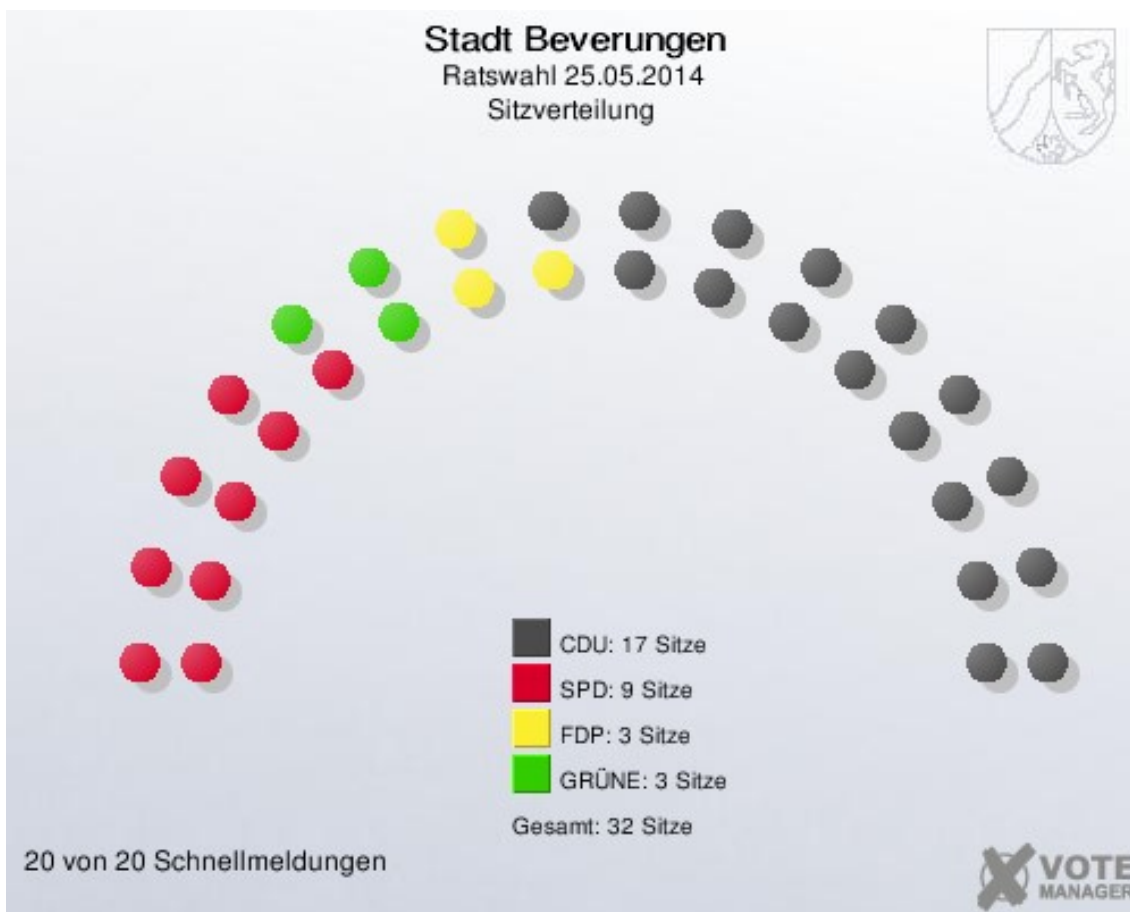 Stadt Beverungen
Ratswahl 25.05.2014
Sitzverteilung
CDU: 17 Sitze
SPD: 9 Sitze
FDP: 3 Sitze
GRÜNE: 3 Sitze
Gesamt: 32 Sitze
20 von 20 Schnellmeldungen
VOTE
MANAGER